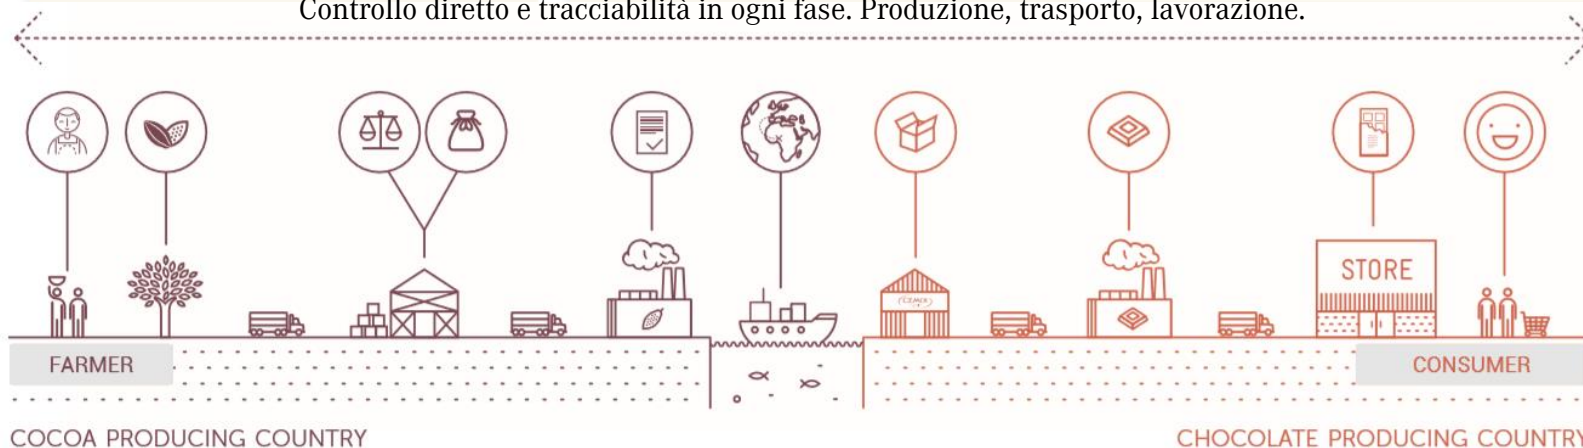 Controllo diretto e tracciabilità in ogni fase. Produzione, trasporto, lavorazione.
STORE
FARMER
CONSUMER
COCOA PRODUCING COUNTRY
CHOCOLATE PRODUCING COUNTRY